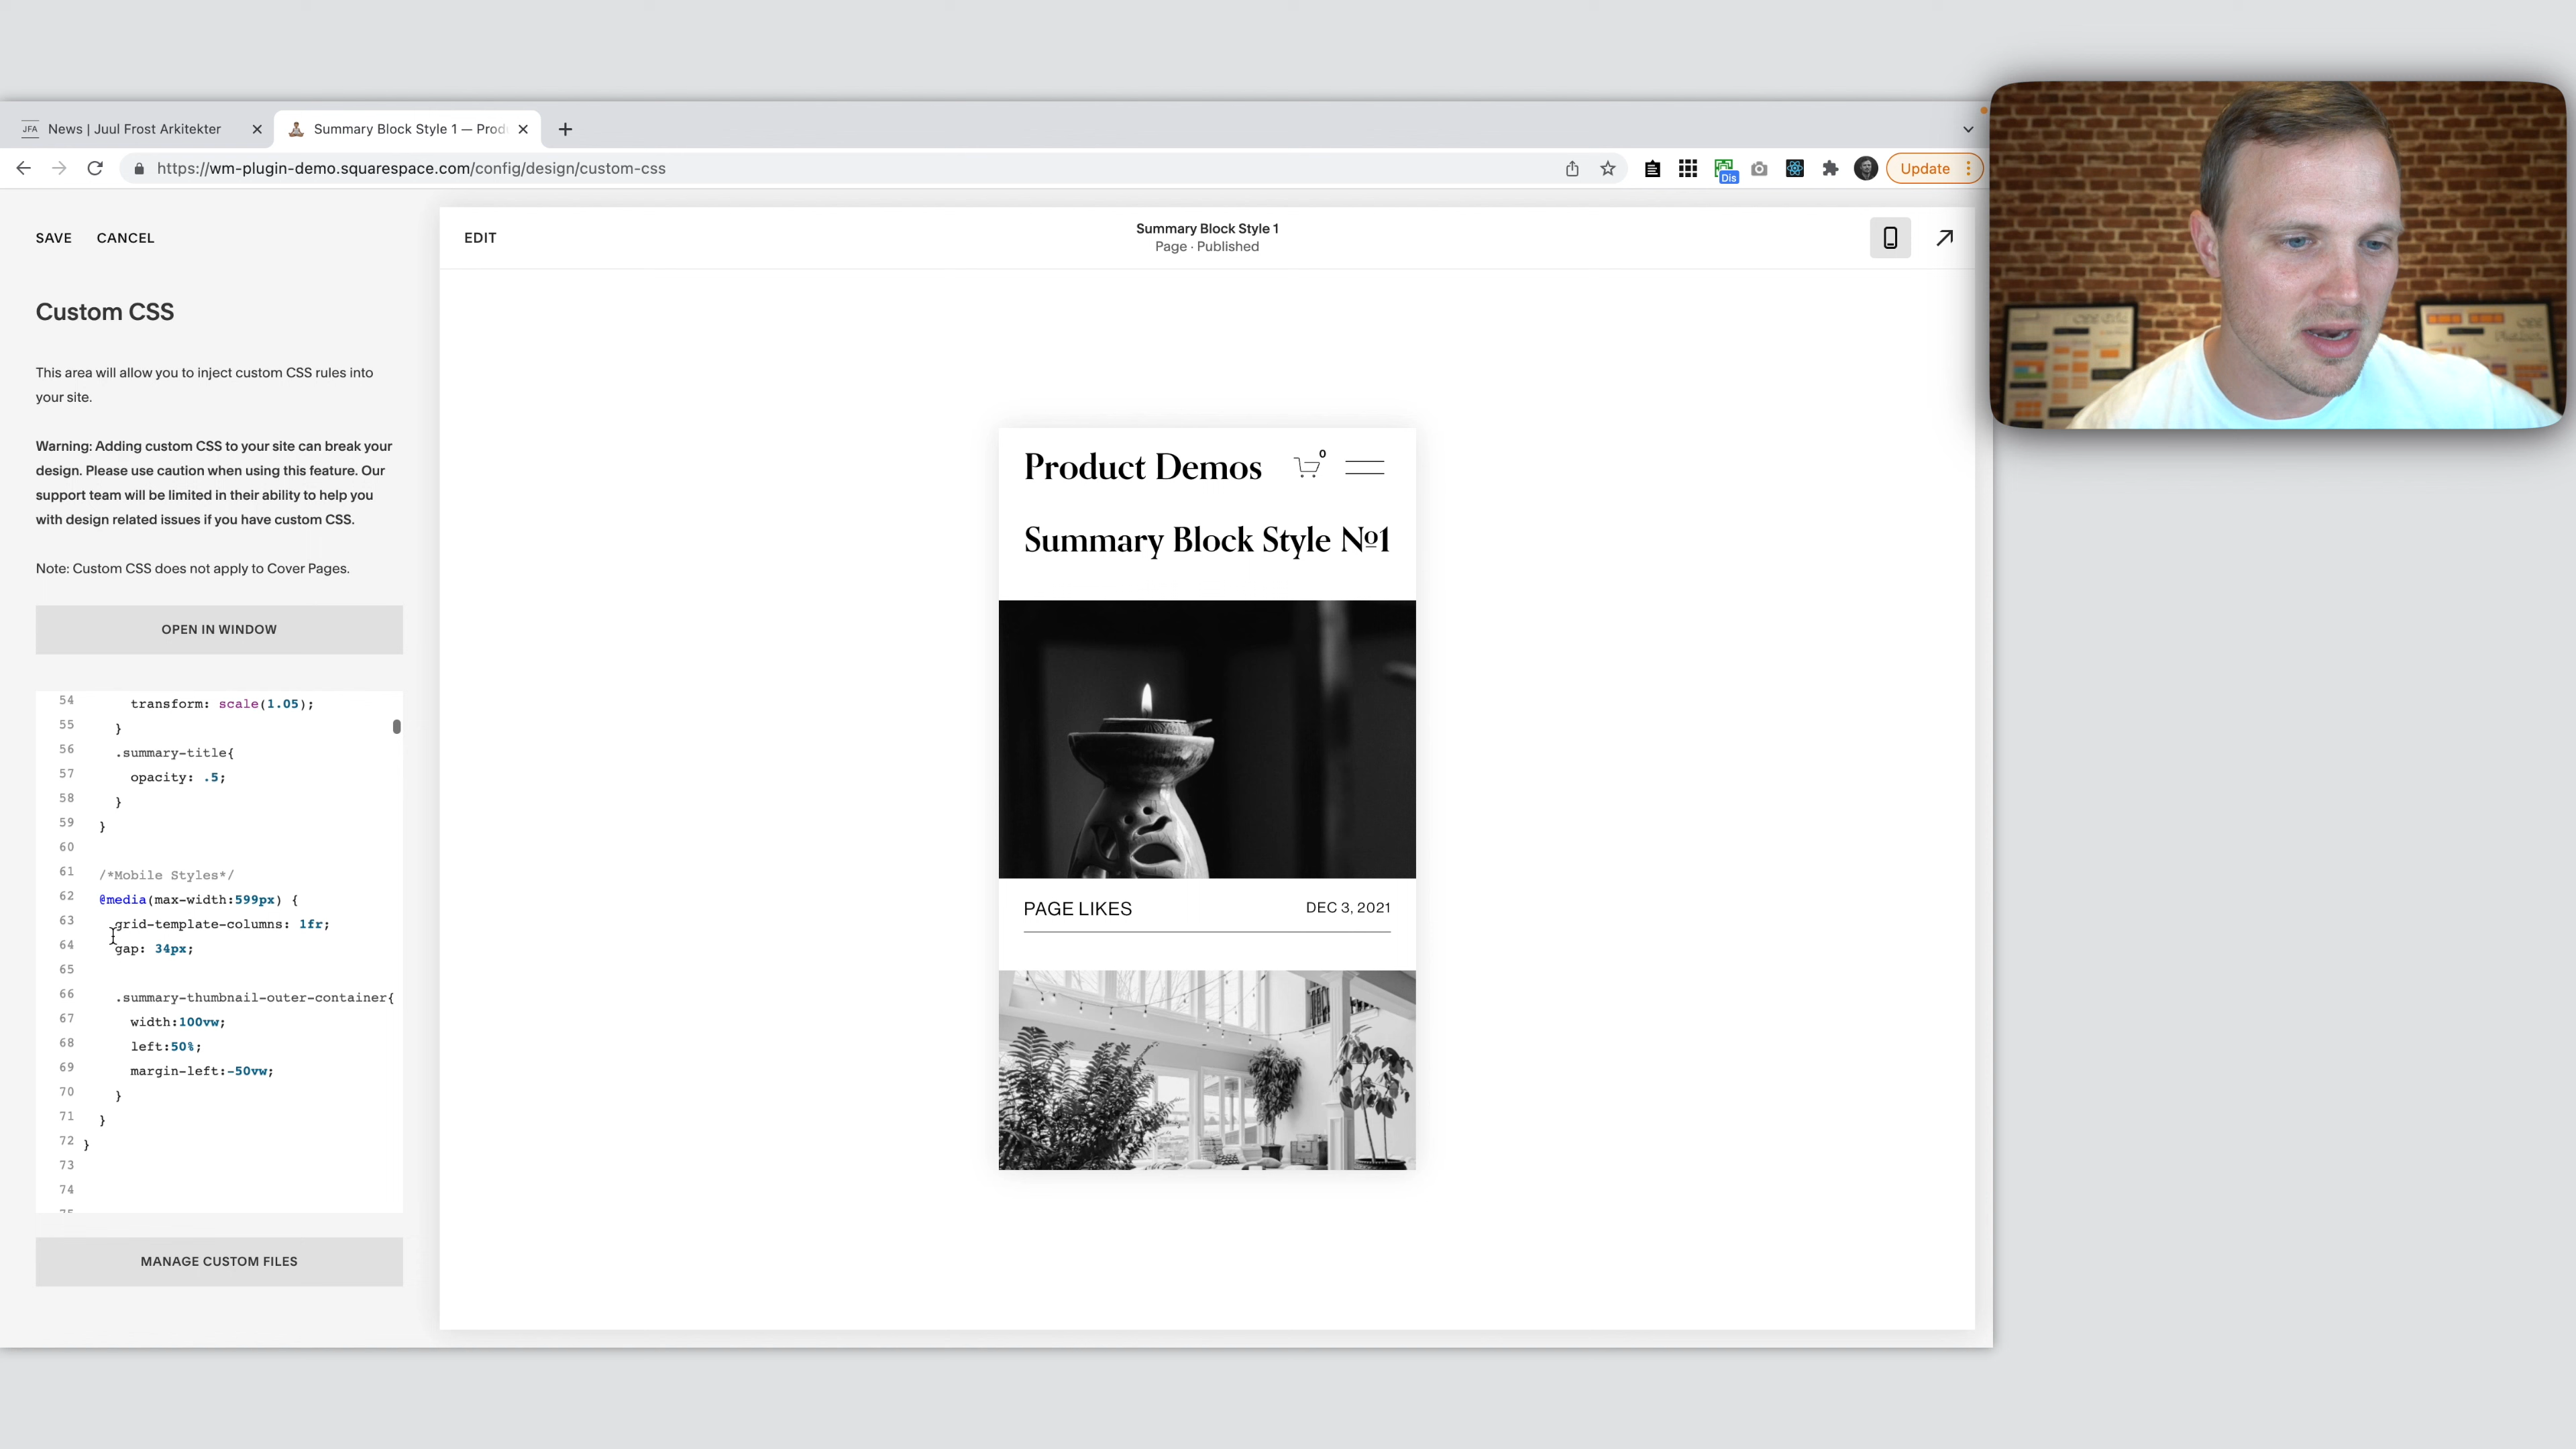 JFA News | Juul Frost Arkitekter
Summary Block Style 1 — Prod
https://wm-plugin-demo.squarespace.com/config/design/custom-css
Dis
Update
SAVE CANCEL
EDIT
Summary Block Style 1
Page · Published
Custom CSS
This area will allow you to inject custom CSS rules into
your site.
Warning: Adding custom CSS to your site can break your
design. Please use caution when using this feature. Our
support team will be limited in their ability to help you
with design related issues if you have custom CSS.
Note: Custom CSS does not apply to Cover Pages.
OPEN IN WINDOW
54 transform: scale(1.05);
55 }
56 .summary-title{
57 opacity: .5;
58 }
59 }
60
61 /*Mobile Styles*/
62 @media(max-width:599px) {
63 grid-template-columns: 1fr;
64 gap: 34px;
65
66 .summary-thumbnail-outer-container{
67 width:100vw;
68 left:50%;
69 margin-left:-50vw;
70 }
71 }
72 }
73
74
MANAGE CUSTOM FILES
Product Demos
0
Summary Block Style №1
PAGE LIKES
DEC 3, 2021